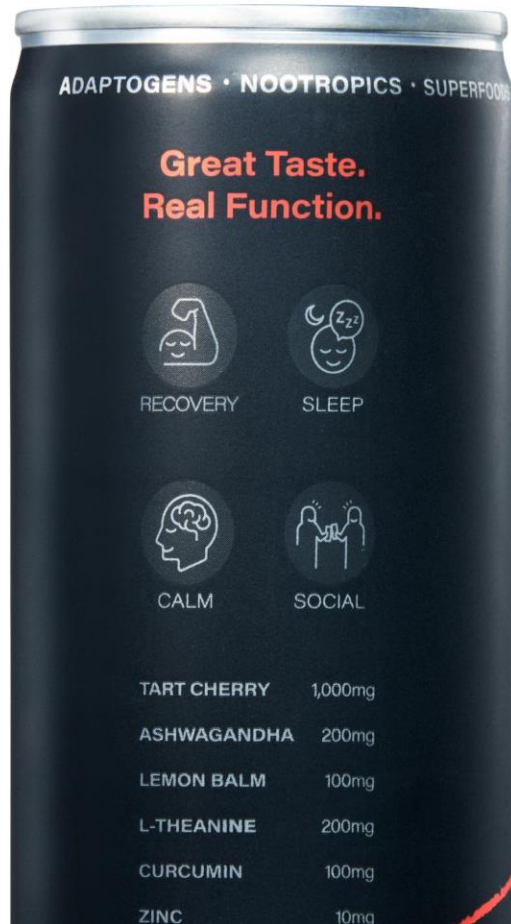 ADAPTOGENS · NOOTROPICS · SUPERFOODS
Great Taste.
Real Function.
zzz
RECOVERY SLEEP
CALM SOCIAL
TART CHERRY 1,000mg
ASHWAGANDHA 200mg
LEMON BALM 100mg
L-THEANINE 200mg
CURCUMIN 100mg
ZINC 10mg